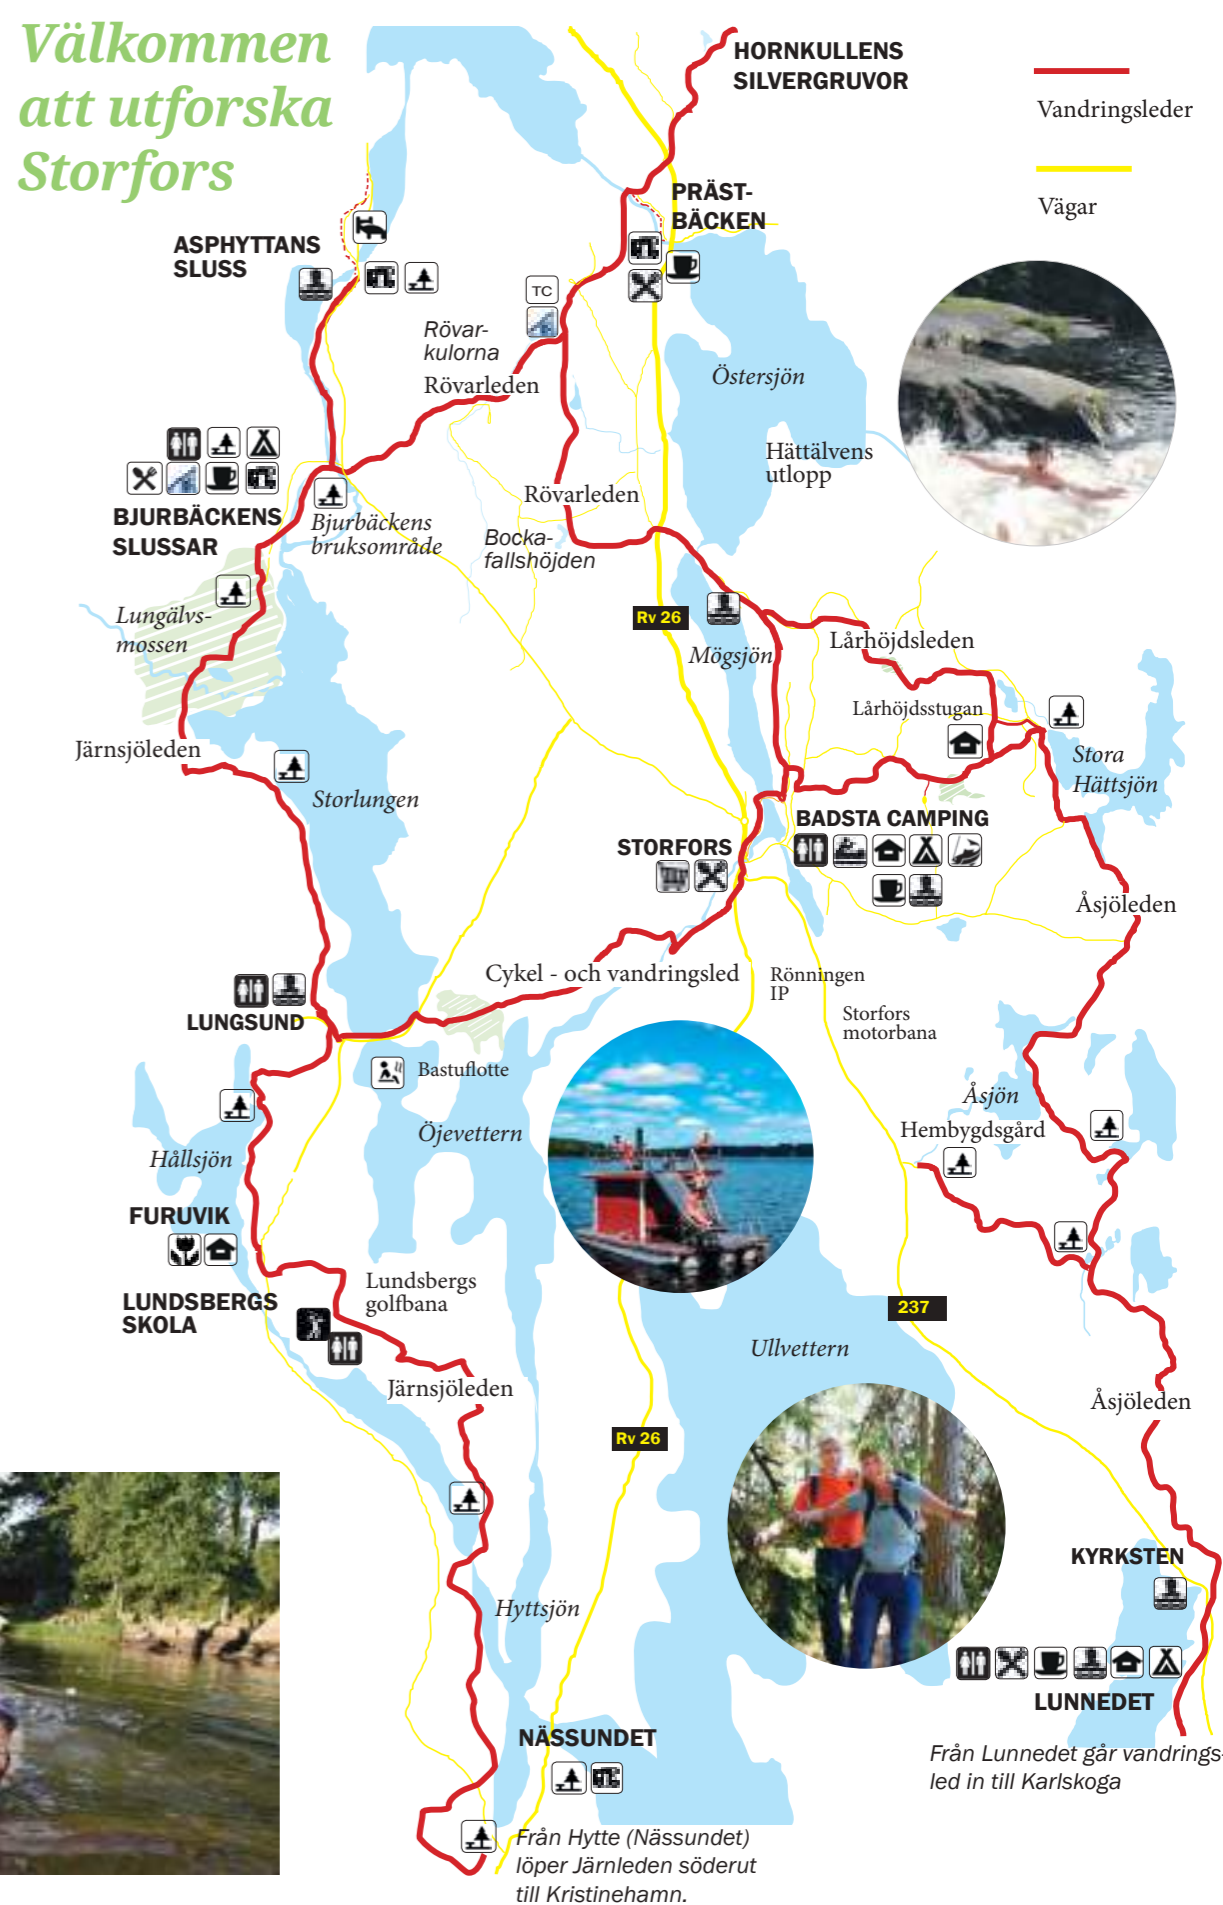 Välkommen
att utforska
Storfors
HORNKULLENS
SILVERGRUVOR
Vandringsleder
Vägar
PRÄST-
BÄCKEN
ASPHYTTANS
SLUSS
TC
Rövar-
kulorna
Rövarleden
Östersjön
Hättälvens
utlopp
Rövarleden
BJURBÄCKENS
SLUSSAR
Bjurbäckens
bruksområde
Bocka-
fallshöjden
Lungälvs-
mossen
Rv 26
Mögsjön
Lårhöjdsleden
Lårhöjdsstugan
Järnsjöleden
Stora
Hättsjön
Storlungen
BADSTA CAMPING
STORFORS
Åsjöleden
Cykel - och vandringsled
Rönningen
IP
Storfors
motorbana
LUNGSUND
Bastuflotte
Åsjön
Öjevettern
Hembygdsgård
Hållsjön
FURUVIK
Lundsbergs
golfbana
LUNDSBERGS
SKOLA
237
Ullvettern
Järnsjöleden
Åsjöleden
Rv 26
KYRKSTEN
Hyttsjön
LUNNEDET
NÄSSUNDET
Från Lunnedet går vandrings-
led in till Karlskoga
Från Hytte (Nässundet)
löper Järnleden söderut
till Kristinehamn.